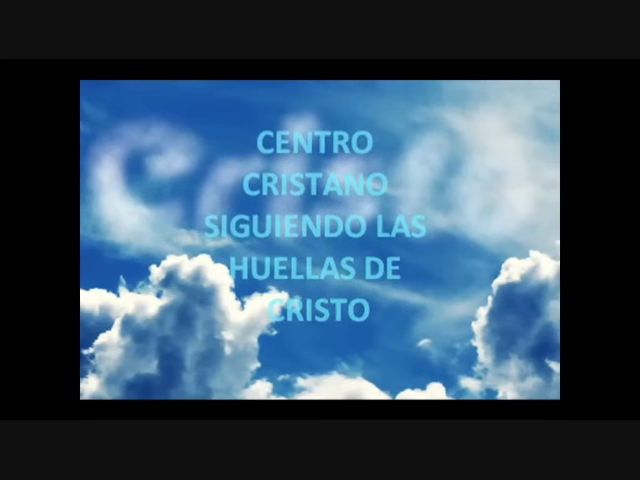 CENTRO
CRISTANO
SIGUIENDO LAS
HUELLAS DE
CRISTO